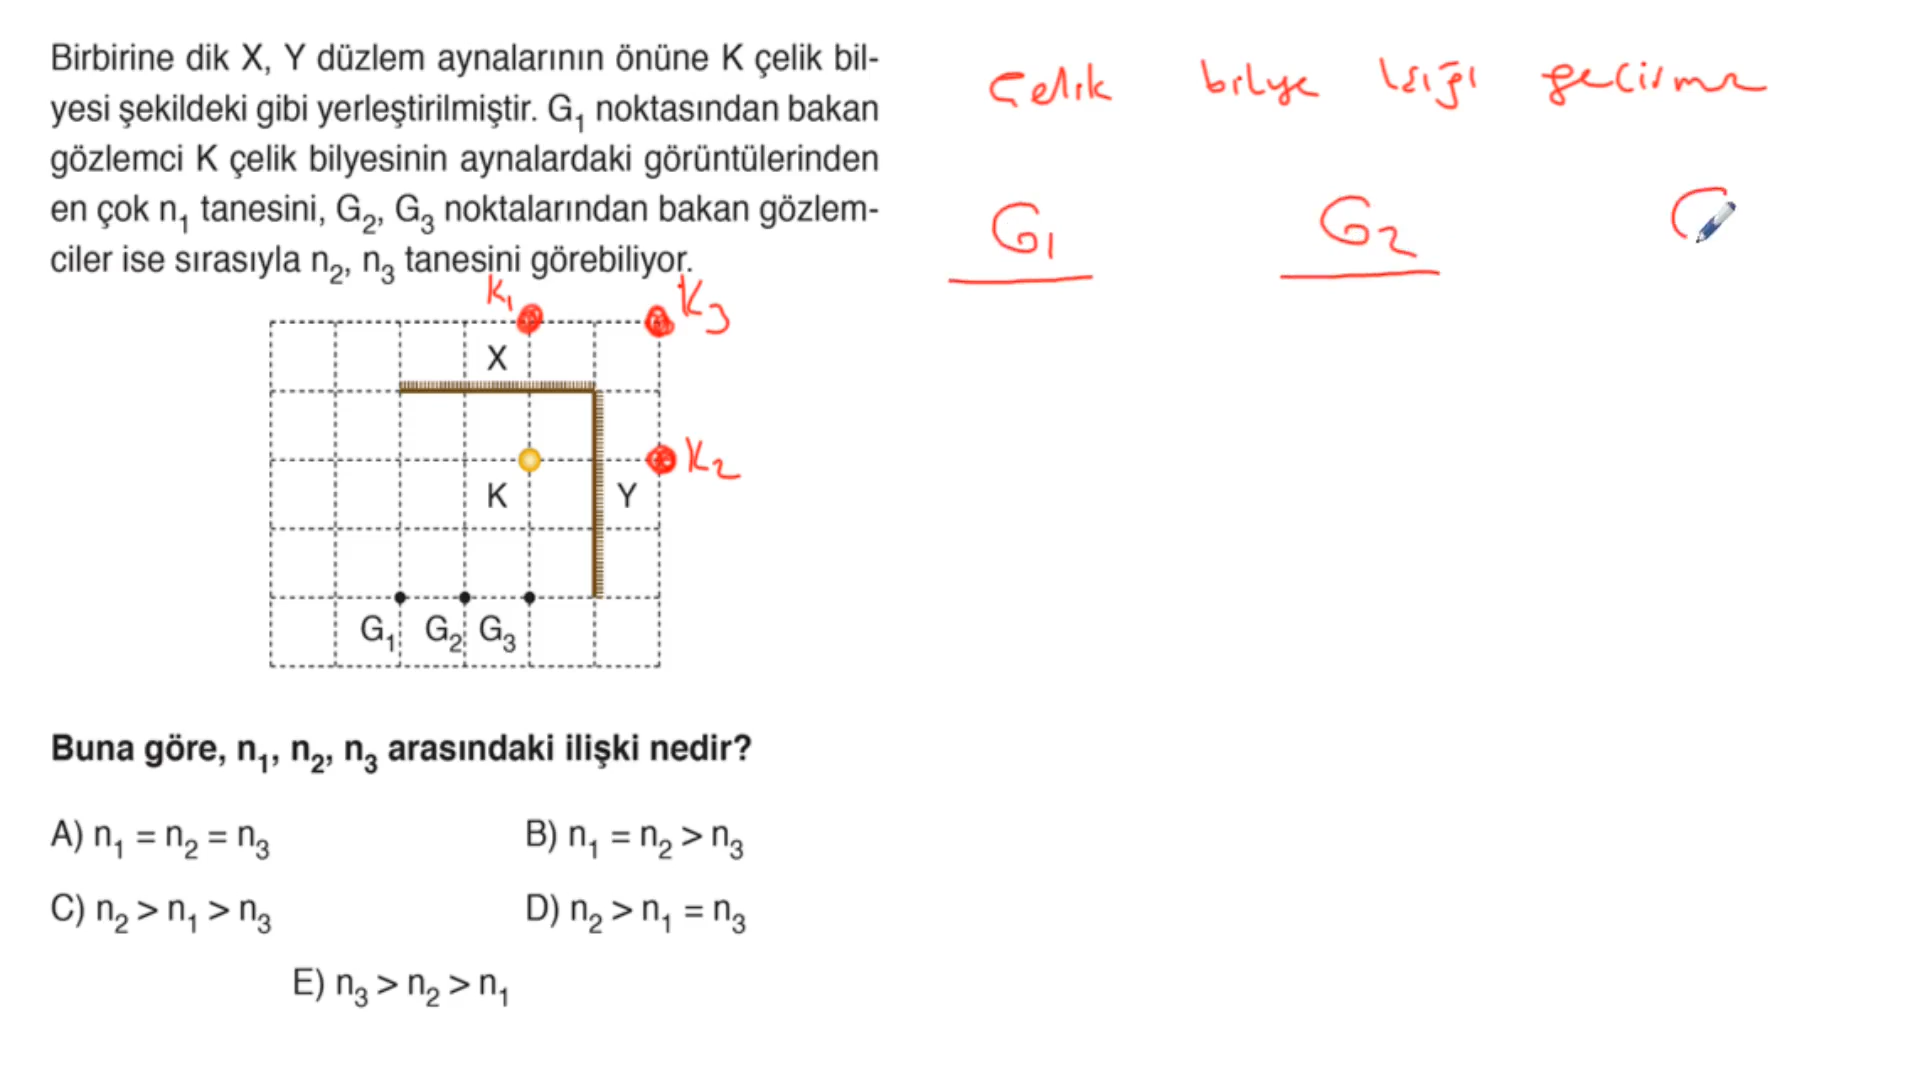 Birbirine dik X, Y düzlem aynalarının önüne K çelik bil-
yesi şekildeki gibi yerleştirilmiştir. G₁ noktasından bakan
gözlemci K çelik bilyesinin aynalardaki görüntülerinden
en çok n₁ tanesini, G₂, G₃ noktalarından bakan gözlem-
ciler ise sırasıyla n₂, n₃ tanesini görebiliyor.
Çelik bilye ışığı geçirmez
G₁ G₂
K₁ K₃
X
K₂
K Y
G₁ G₂ G₃
Buna göre, n₁, n₂, n₃ arasındaki ilişki nedir?
A) n₁ = n₂ = n₃ B) n₁ = n₂ > n₃
C) n₂ > n₁ > n₃ D) n₂ > n₁ = n₃
E) n₃ > n₂ > n₁